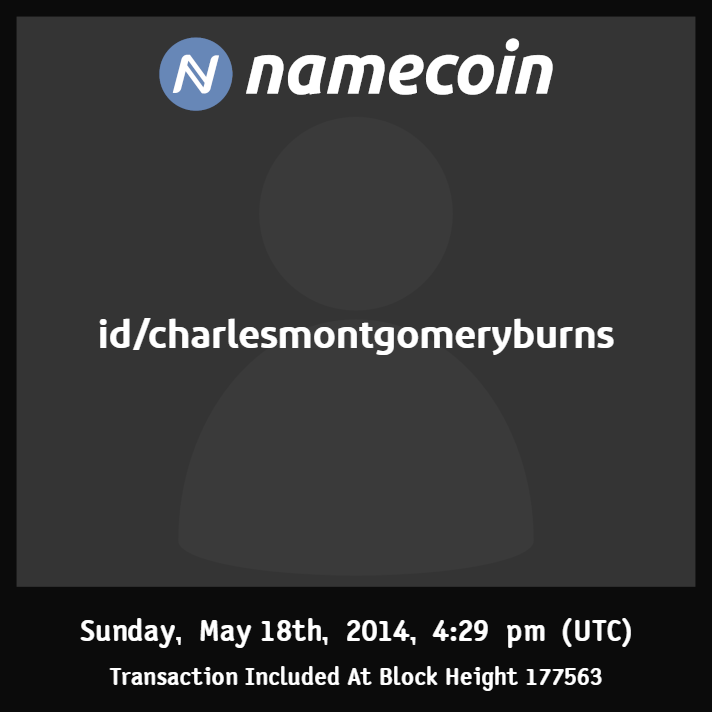 namecoin
id/charlesmontgomeryburns
Sunday, May 18th, 2014, 4:29 pm (UTC)
Transaction Included At Block Height 177563